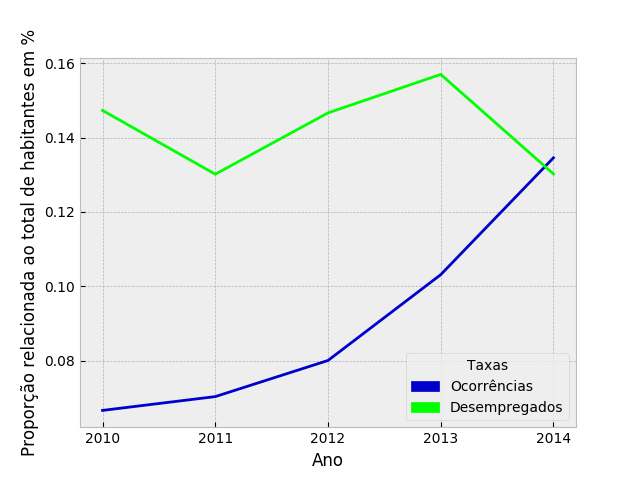 Proporção relacionada ao total de habitantes em %
0.16
0.14
0.12
0.10
0.08
2010 2011 2012 2013 2014
Ano
Taxas
Ocorrências
Desempregados